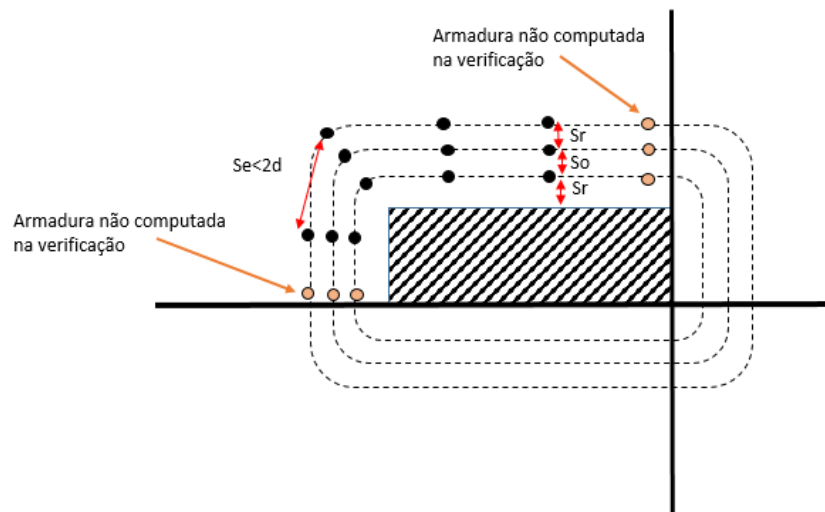 Armadura não computada
na verificação
Sr
Se<2d
So
Sr
Armadura não computada
na verificação